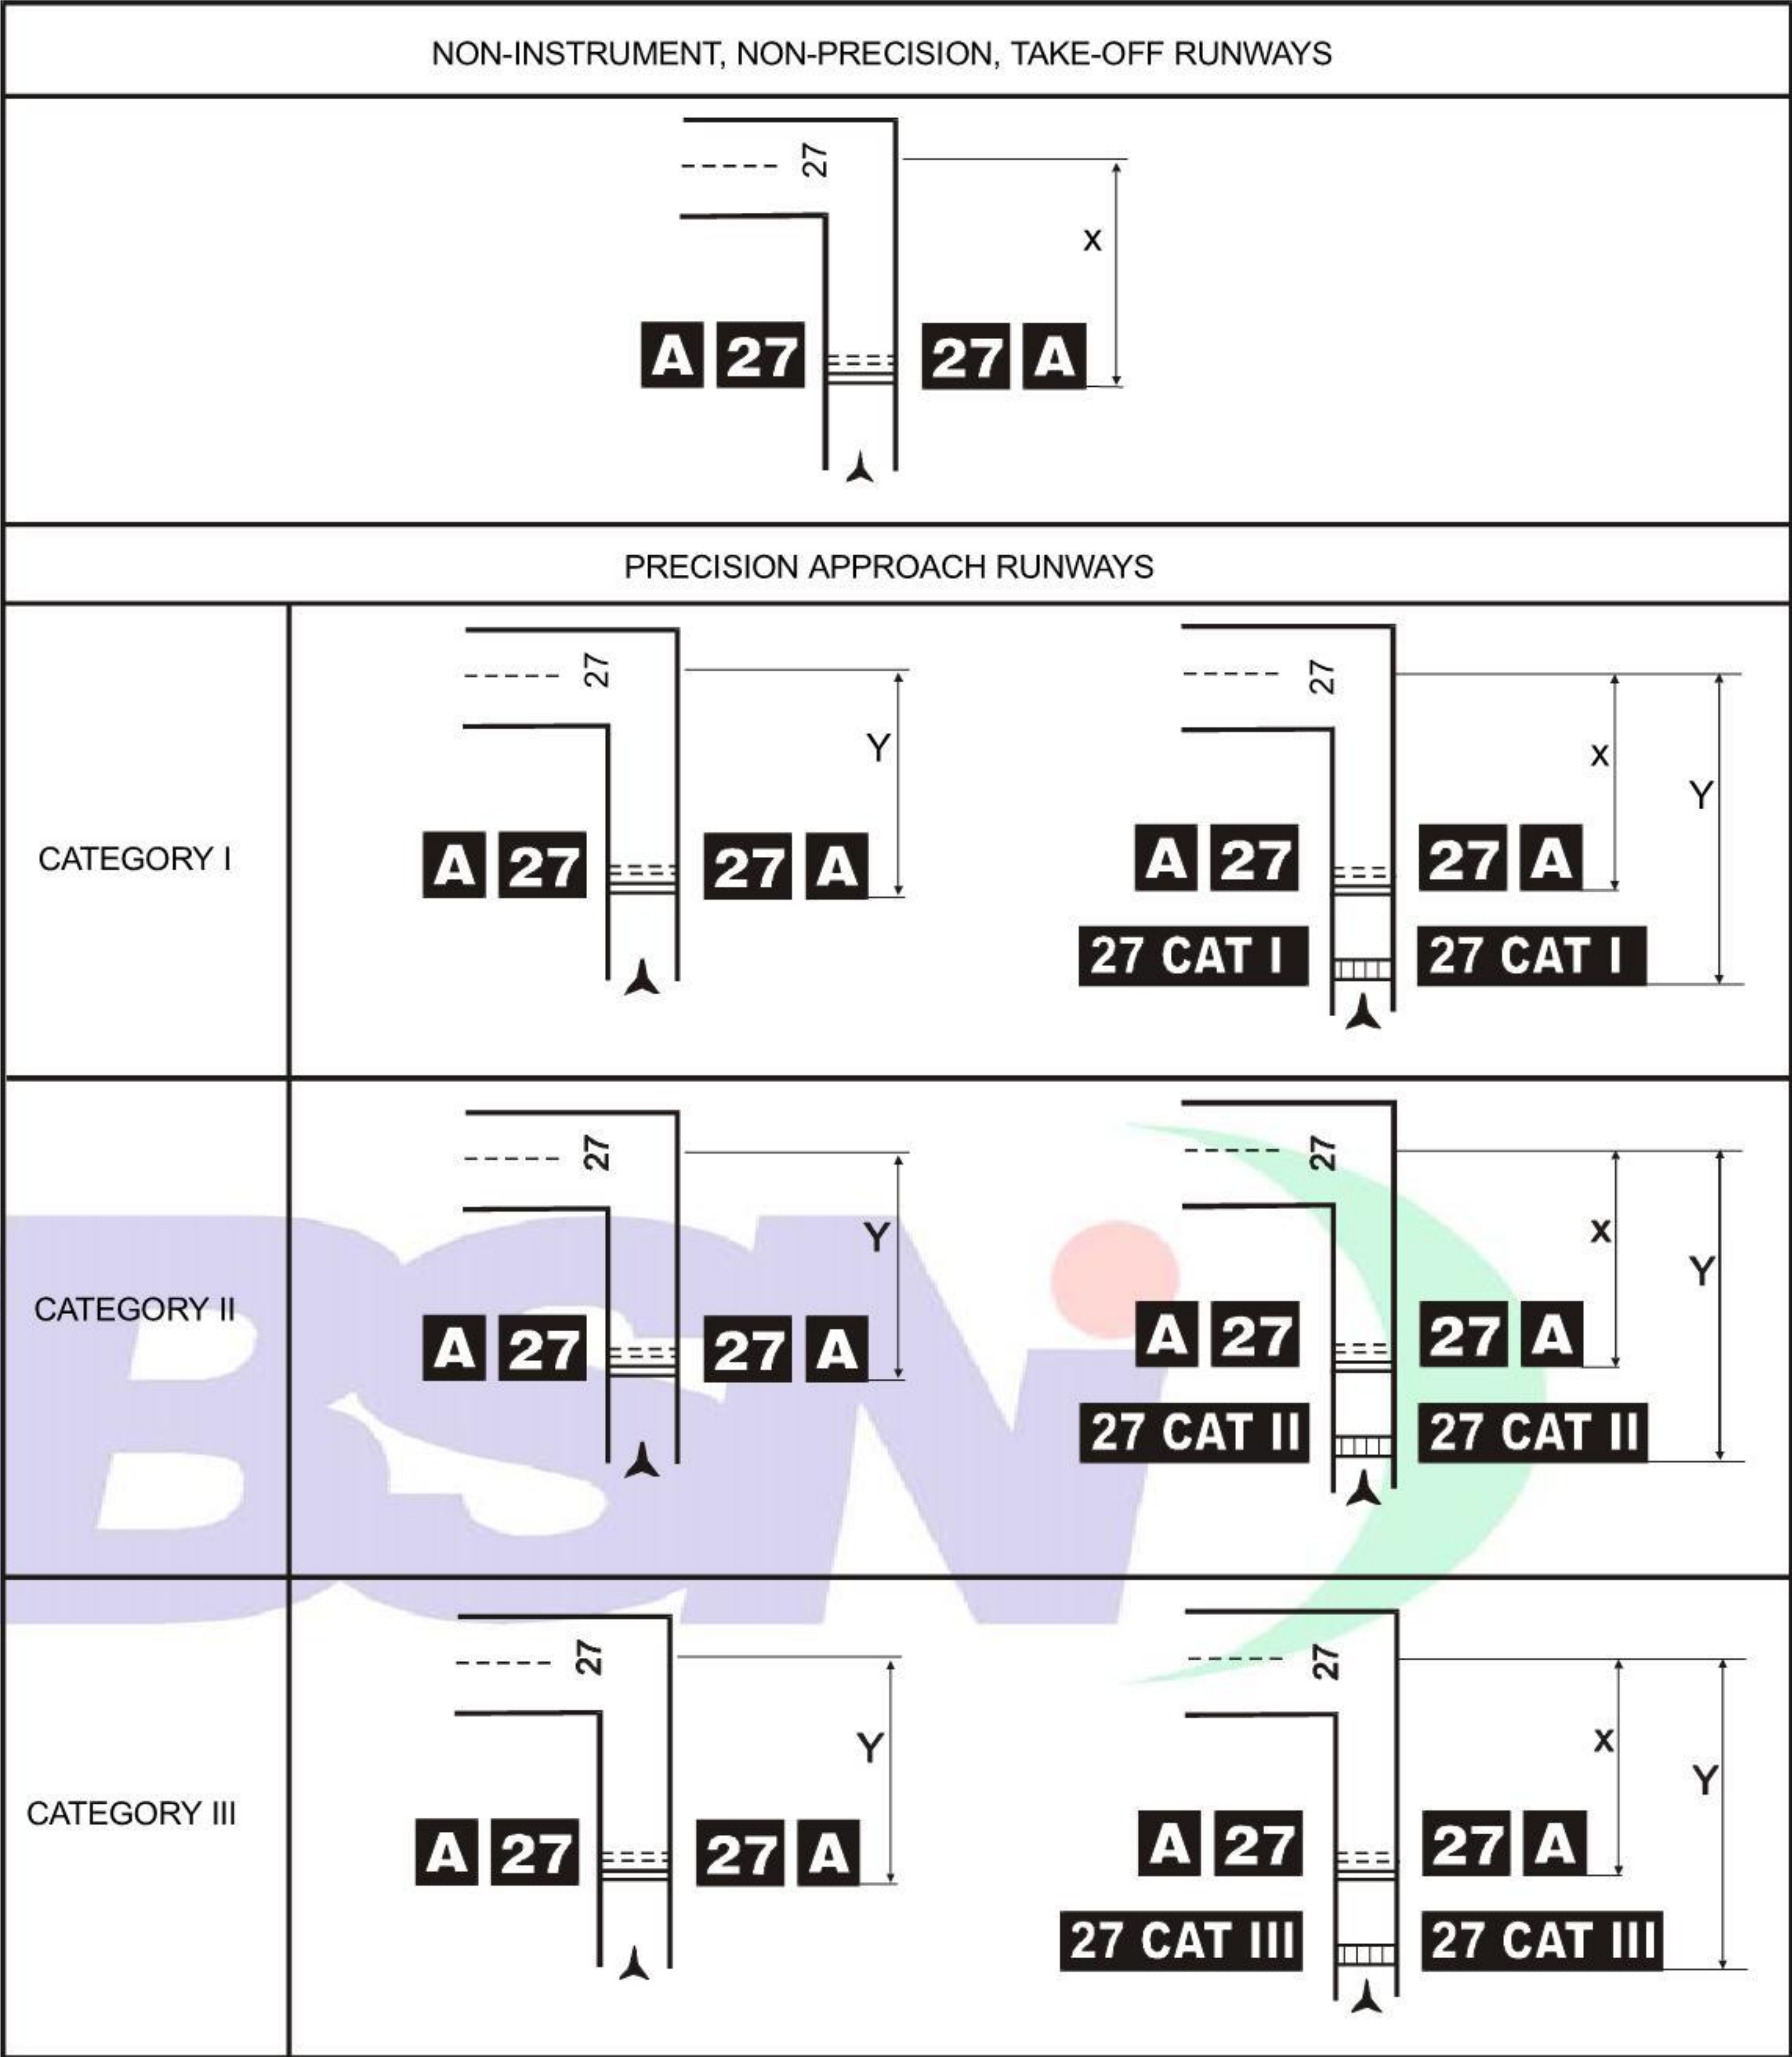 NON-INSTRUMENT, NON-PRECISION, TAKE-OFF RUNWAYS
27
X
A 27 27 A
PRECISION APPROACH RUNWAYS
CATEGORY I
27
Y
A 27 27 A
27
X
Y
A 27 27 A
27 CAT I 27 CAT I
CATEGORY II
27
Y
A 27 27 A
27
X
Y
A 27 27 A
27 CAT II 27 CAT II
BSN
CATEGORY III
27
Y
A 27 27 A
27
X
Y
A 27 27 A
27 CAT III 27 CAT III